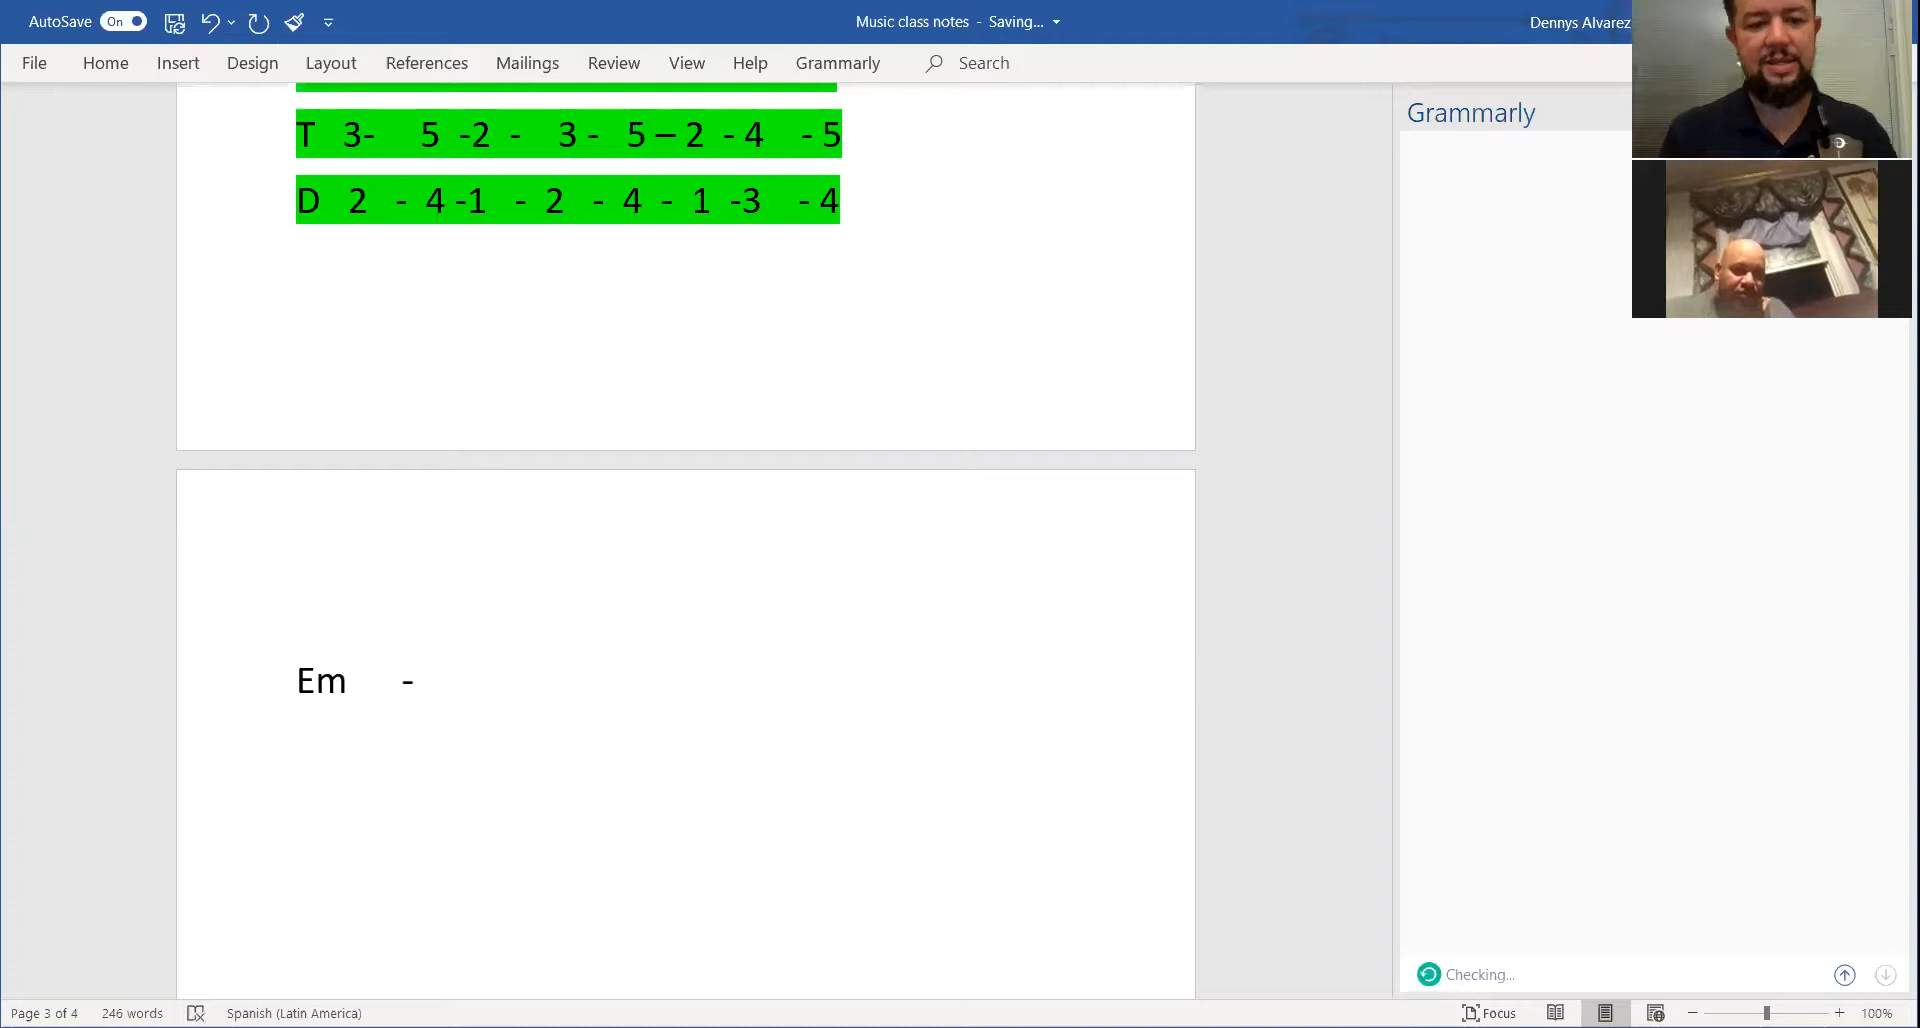 AutoSave On Music class notes - Saving... Dennys Alvarez
File Home Insert Design Layout References Mailings Review View Help Grammarly Search
Grammarly
T 3- 5 -2 - 3 - 5 – 2 - 4 - 5
D 2 - 4 -1 - 2 - 4 - 1 -3 - 4
Em -
Checking...
Page 3 of 4 246 words Spanish (Latin America) Focus 100%